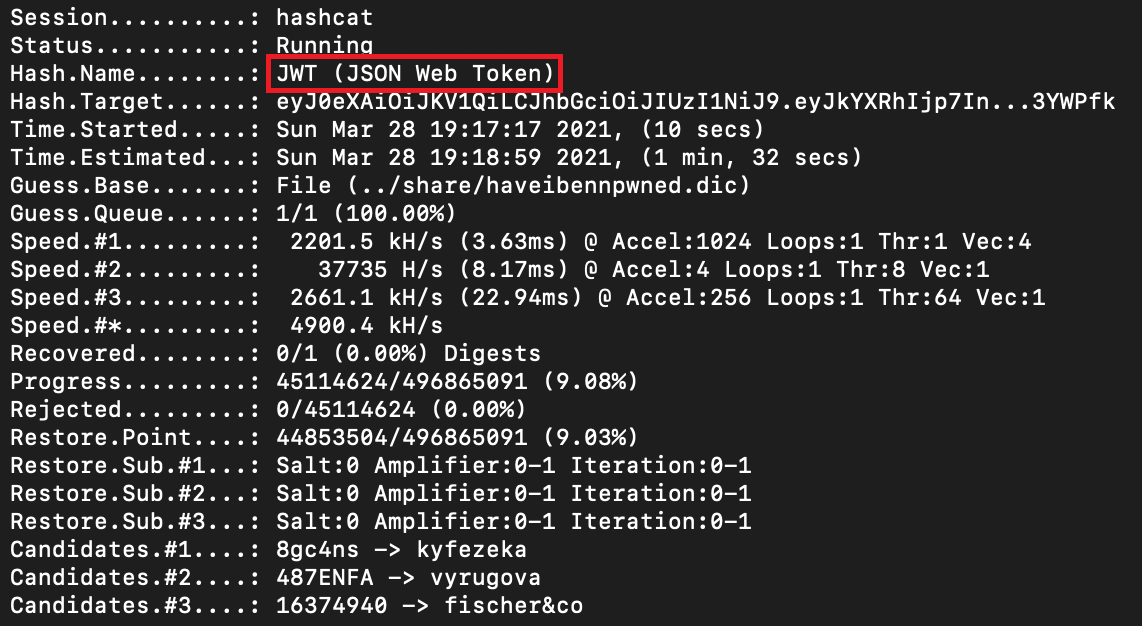 Session..........: hashcat
Status...........: Running
Hash.Name........: JWT (JSON Web Token)
Hash.Target......: eyJ0eXAiOiJKV1QiLCJhbGciOiJIUzI1NiJ9.eyJkYXRhIjp7In...3YWPfk
Time.Started.....: Sun Mar 28 19:17:17 2021, (10 secs)
Time.Estimated...: Sun Mar 28 19:18:59 2021, (1 min, 32 secs)
Guess.Base.......: File (../share/haveibennpwned.dic)
Guess.Queue......: 1/1 (100.00%)
Speed.#1.........:  2201.5 kH/s (3.63ms) @ Accel:1024 Loops:1 Thr:1 Vec:4
Speed.#2.........:    37735 H/s (8.17ms) @ Accel:4 Loops:1 Thr:8 Vec:1
Speed.#3.........:  2661.1 kH/s (22.94ms) @ Accel:256 Loops:1 Thr:64 Vec:1
Speed.#*.........:  4900.4 kH/s
Recovered........: 0/1 (0.00%) Digests
Progress.........: 45114624/496865091 (9.08%)
Rejected.........: 0/45114624 (0.00%)
Restore.Point....: 44853504/496865091 (9.03%)
Restore.Sub.#1...: Salt:0 Amplifier:0-1 Iteration:0-1
Restore.Sub.#2...: Salt:0 Amplifier:0-1 Iteration:0-1
Restore.Sub.#3...: Salt:0 Amplifier:0-1 Iteration:0-1
Candidates.#1....: 8gc4ns -> kyfezeka
Candidates.#2....: 487ENFA -> vyrugova
Candidates.#3....: 16374940 -> fischer&co